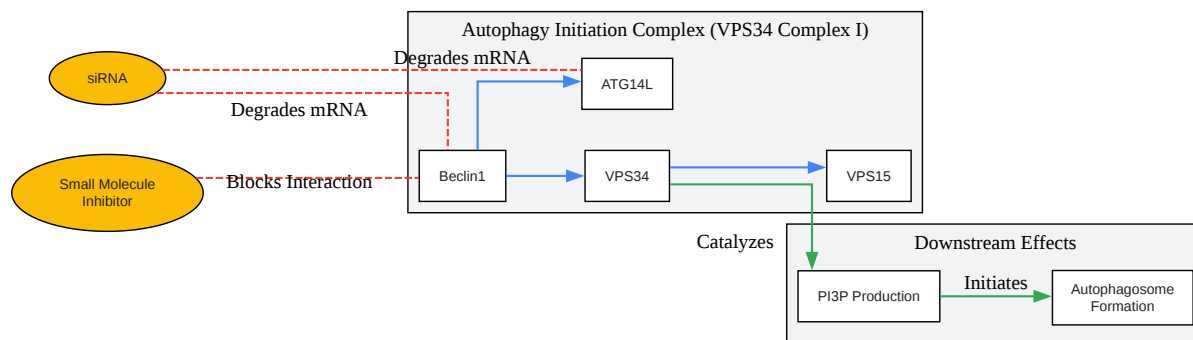 Autophagy Initiation Complex (VPS34 Complex I)
Degrades mRNA
siRNA
ATG14L
Degrades mRNA
Small Molecule
Inhibitor
Blocks Interaction
Beclin1
VPS34
VPS15
Catalyzes
Downstream Effects
PI3P Production
Initiates
Autophagosome
Formation